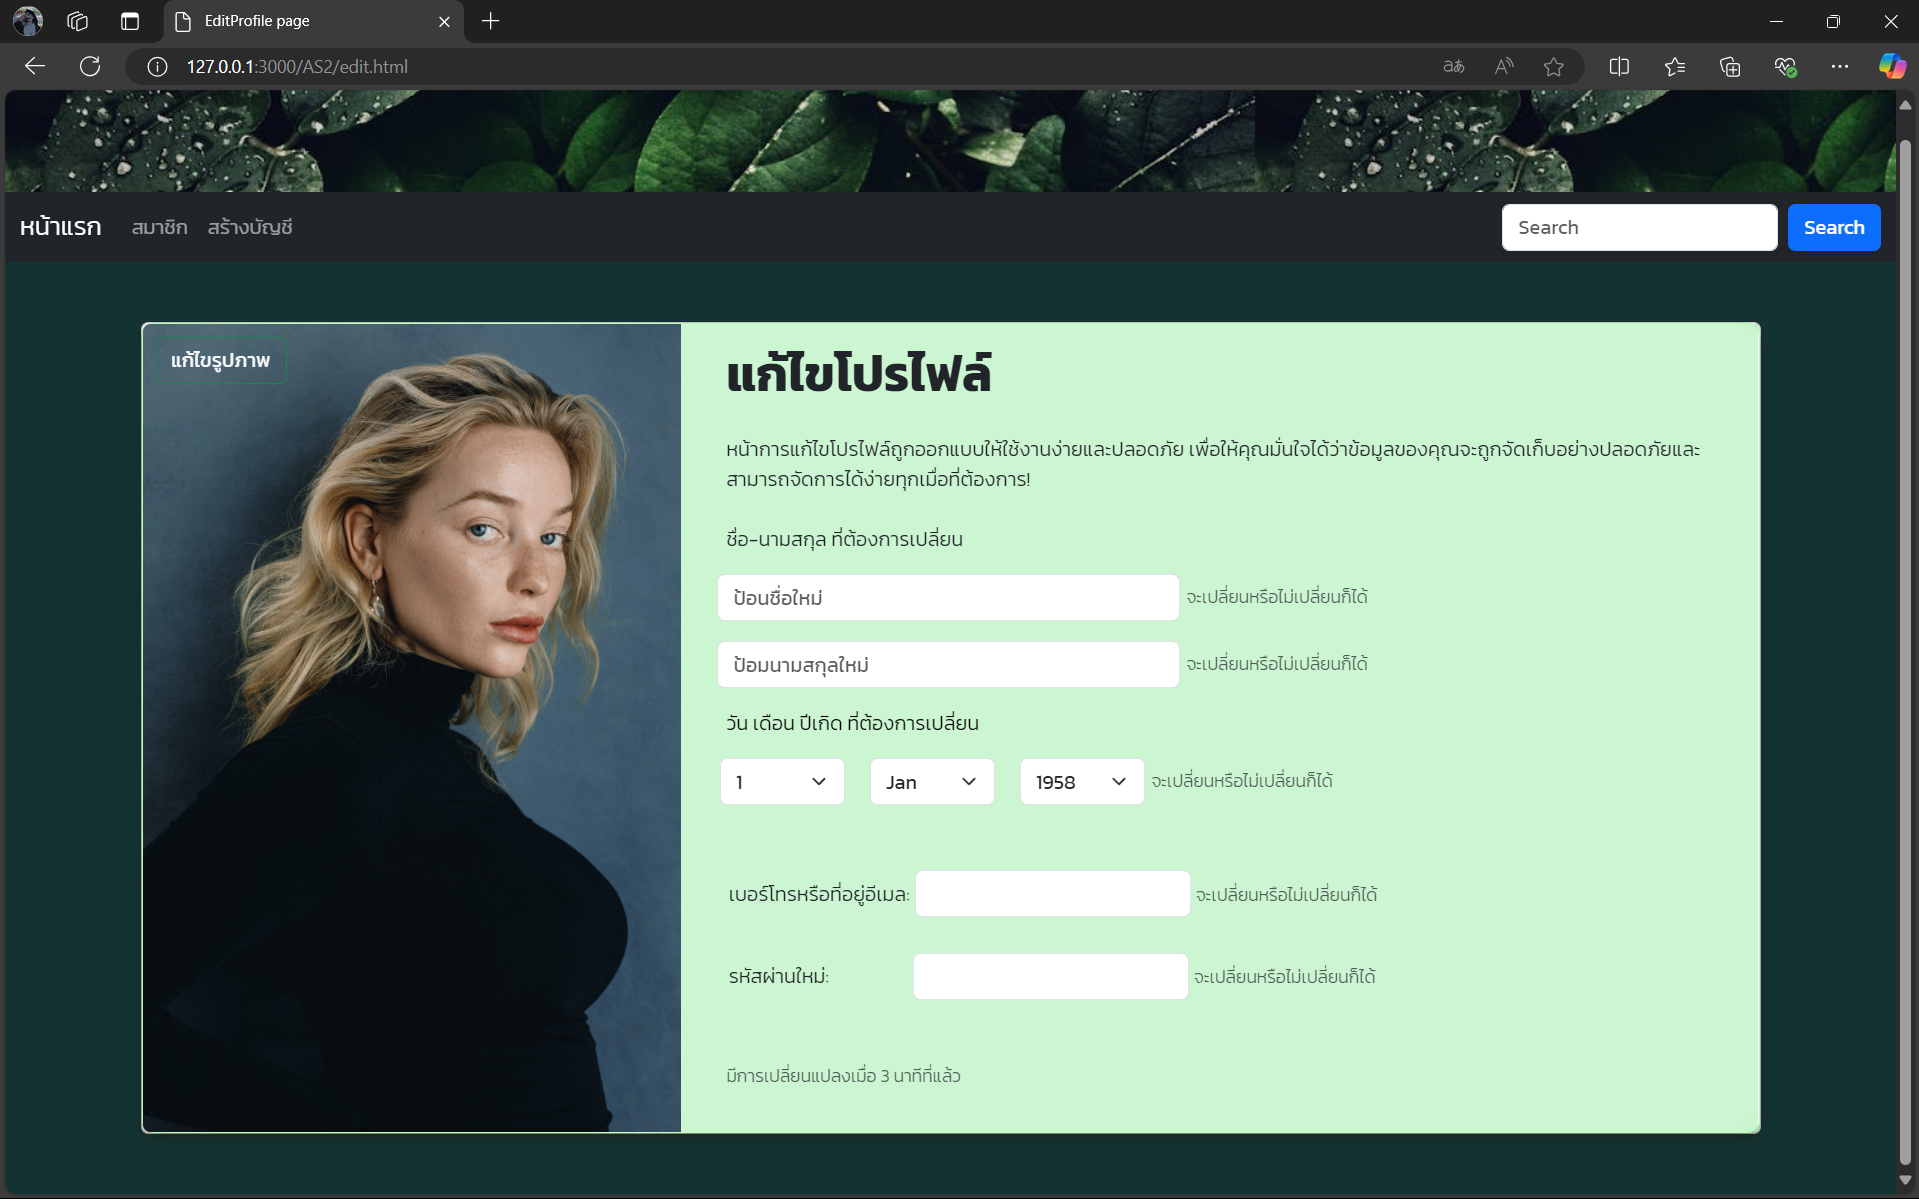 EditProfile page
127.0.0.1:3000/AS2/edit.html
หน้าแรก สมาชิก สร้างบัญชี Search Search
แก้ไขรูปภาพ
แก้ไขโปรไฟล์
หน้าการแก้ไขโปรไฟล์ถูกออกแบบให้ใช้งานง่ายและปลอดภัย เพื่อให้คุณมั่นใจได้ว่าข้อมูลของคุณจะถูกจัดเก็บอย่างปลอดภัยและ
สามารถจัดการได้ง่ายทุกเมื่อที่ต้องการ!
ชื่อ-นามสกุล ที่ต้องการเปลี่ยน
ป้อนชื่อใหม่ จะเปลี่ยนหรือไม่เปลี่ยนก็ได้
ป้อมนามสกุลใหม่ จะเปลี่ยนหรือไม่เปลี่ยนก็ได้
วัน เดือน ปีเกิด ที่ต้องการเปลี่ยน
1 Jan 1958 จะเปลี่ยนหรือไม่เปลี่ยนก็ได้
เบอร์โทรหรือที่อยู่อีเมล: จะเปลี่ยนหรือไม่เปลี่ยนก็ได้
รหัสผ่านใหม่: จะเปลี่ยนหรือไม่เปลี่ยนก็ได้
มีการเปลี่ยนแปลงเมื่อ 3 นาทีที่แล้ว